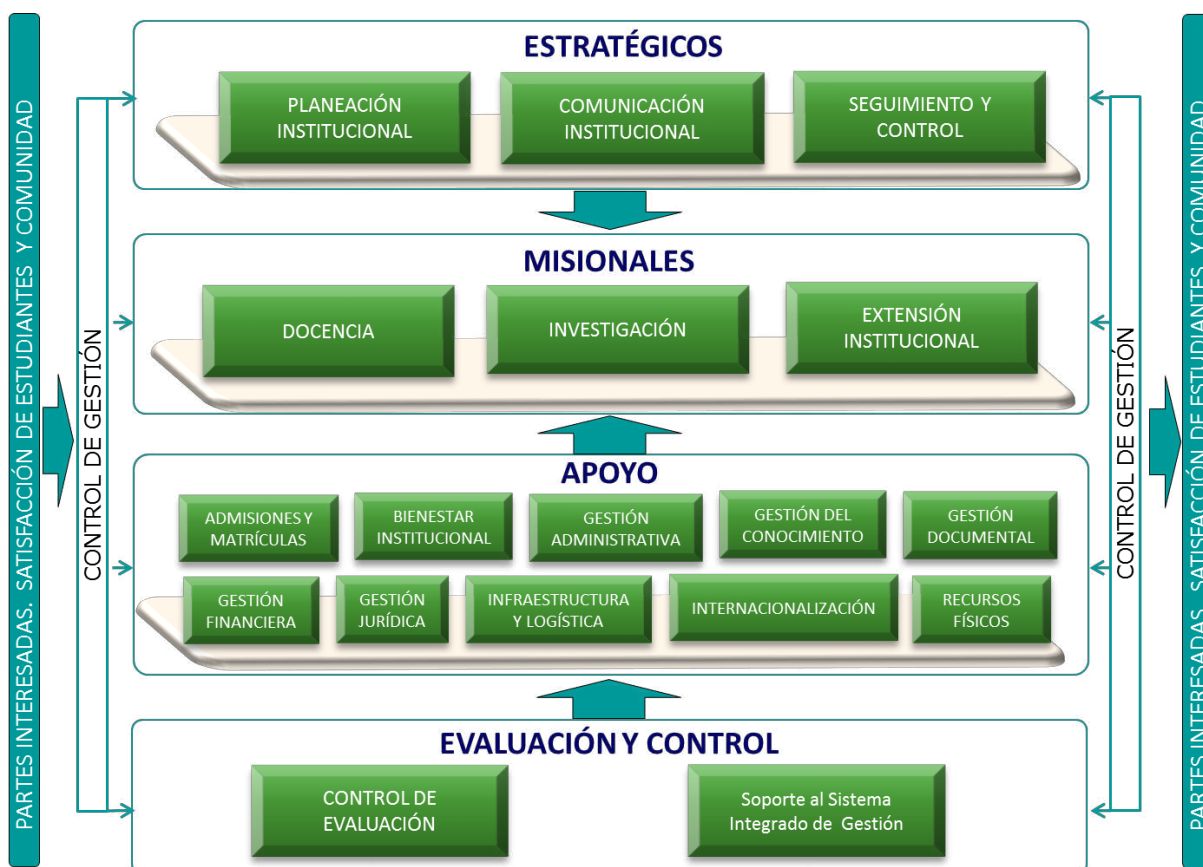 PARTES INTERESADAS. SATISFACCIÓN DE ESTUDIANTES Y COMUNIDAD
CONTROL DE GESTIÓN
ESTRATÉGICOS
PLANEACIÓN
INSTITUCIONAL
COMUNICACIÓN
INSTITUCIONAL
SEGUIMIENTO Y
CONTROL
MISIONALES
DOCENCIA
INVESTIGACIÓN
EXTENSIÓN
INSTITUCIONAL
APOYO
ADMISIONES Y
MATRÍCULAS
BIENESTAR
INSTITUCIONAL
GESTIÓN
ADMINISTRATIVA
GESTIÓN DEL
CONOCIMIENTO
GESTIÓN
DOCUMENTAL
GESTIÓN
FINANCIERA
GESTIÓN
JURÍDICA
INFRAESTRUCTURA
Y LOGÍSTICA
INTERNACIONALIZACIÓN
RECURSOS
FÍSICOS
EVALUACIÓN Y CONTROL
CONTROL DE
EVALUACIÓN
Soporte al Sistema
Integrado de Gestión
CONTROL DE GESTIÓN
PARTES INTERESADAS. SATISFACCIÓN DE ESTUDIANTES Y COMUNIDAD